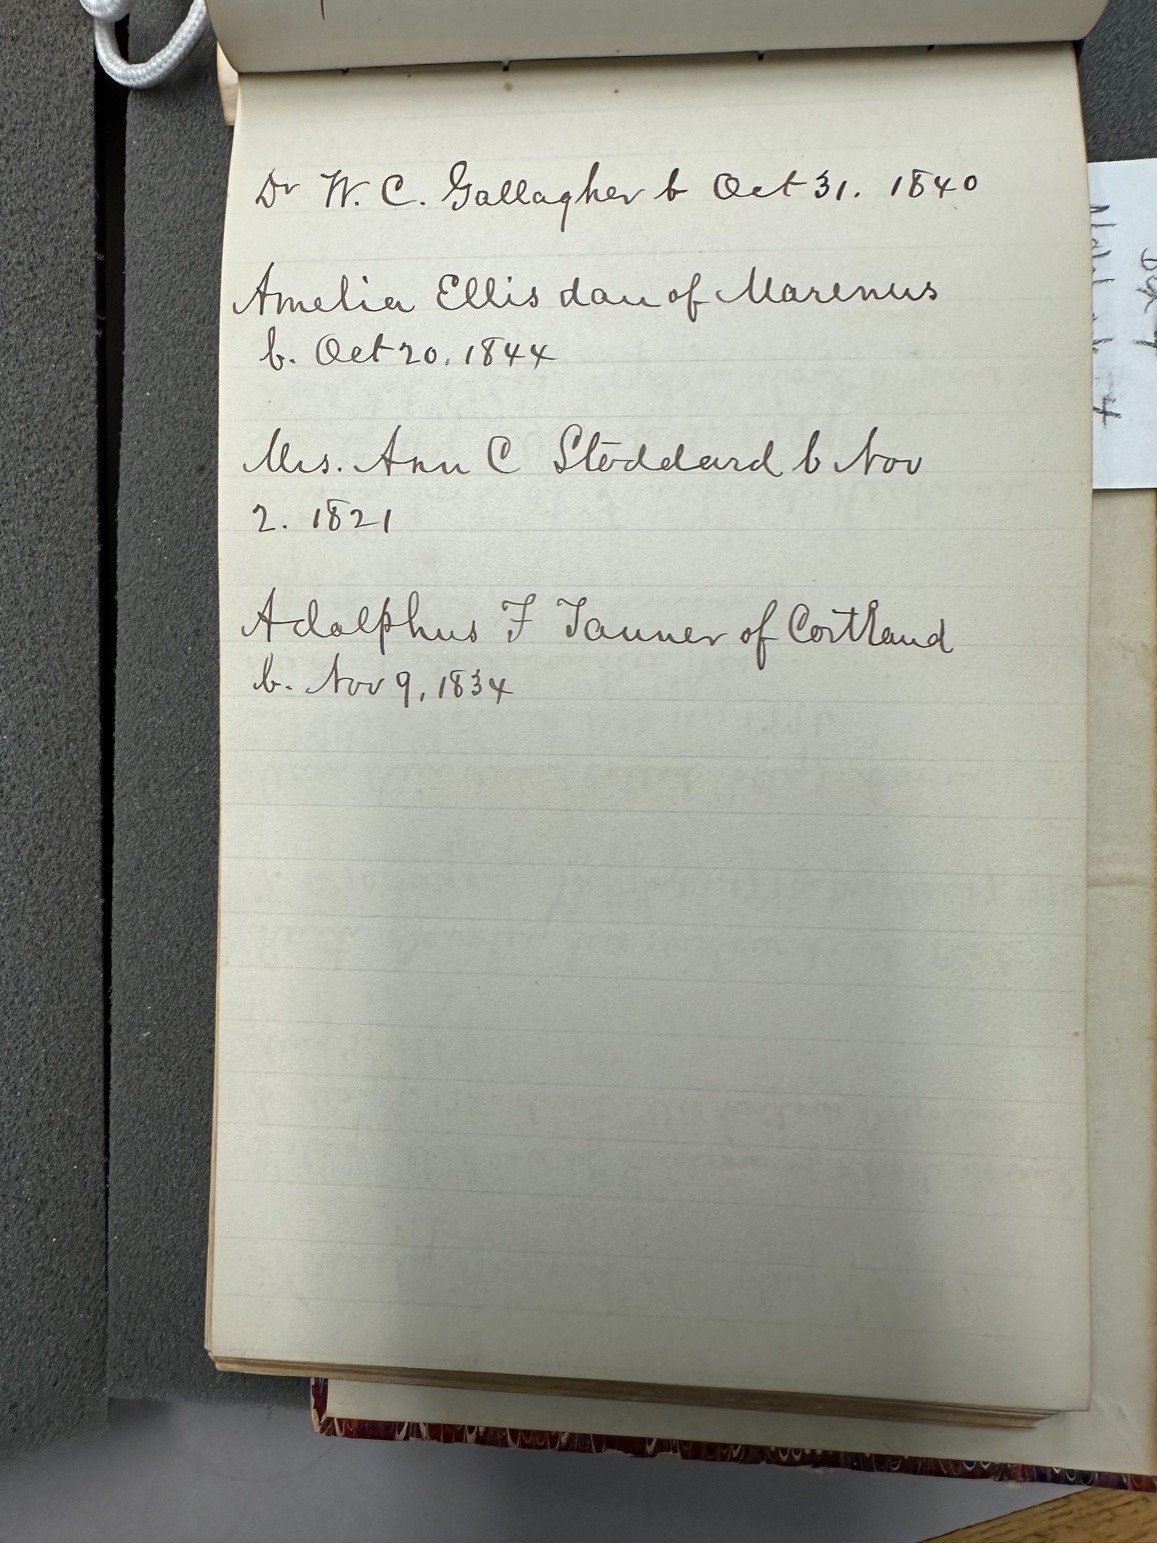 Dr W. C. Gallagher b Oct 31. 1840
Amelia Ellis dau of Marenus
b. Oct 20. 1844
Mrs. Ann C Stoddard b Nov
2. 1821
Adolphus F Tanner of Cortland
b. Nov 9, 1834